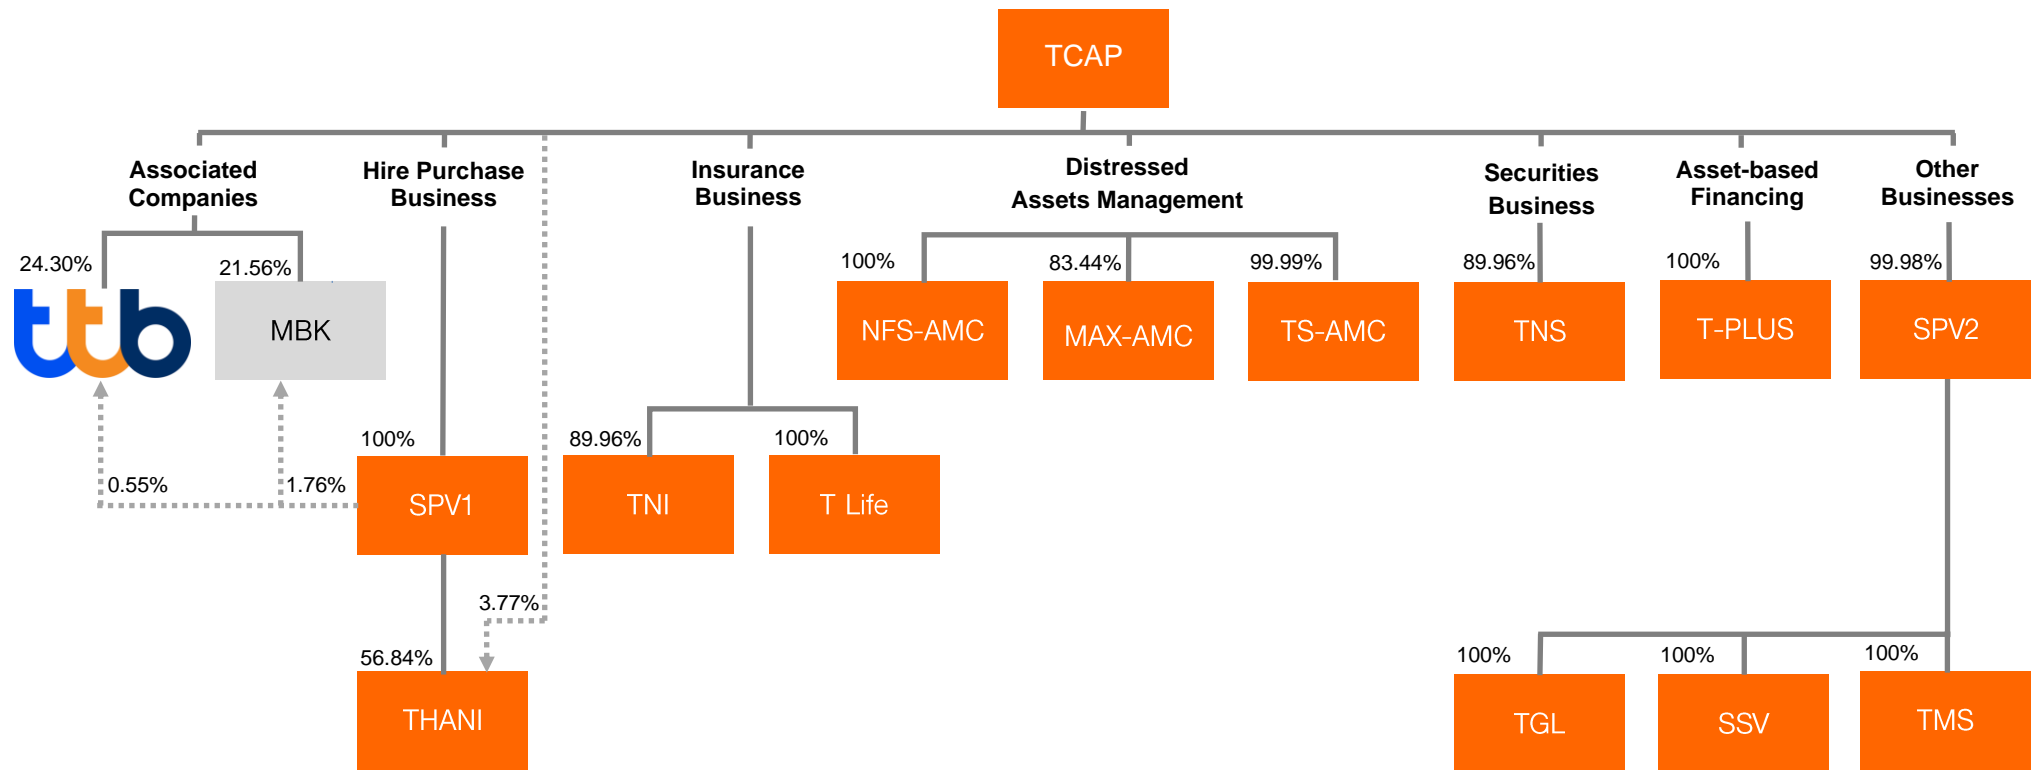 TCAP
Associated
Companies
Hire Purchase
Business
Insurance
Business
Distressed
Assets Management
Securities
Business
Asset-based
Financing
Other
Businesses
24.30%
21.56%
100%
83.44%
99.99%
89.96%
100%
99.98%
ttb
MBK
NFS-AMC
MAX-AMC
TS-AMC
TNS
T-PLUS
SPV2
100%
89.96%
100%
0.55%
1.76%
SPV1
TNI
T Life
3.77%
56.84%
100%
100%
100%
THANI
TGL
SSV
TMS